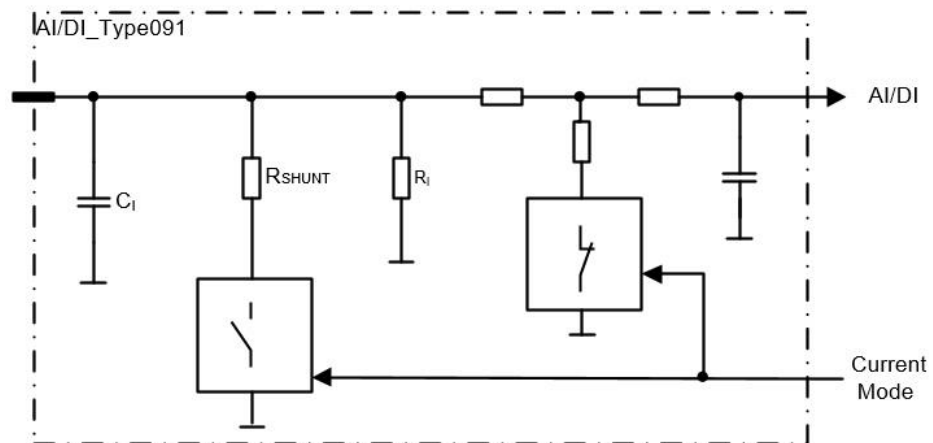 AI/DI_Type091
AI/DI
RSHUNT
RI
CI
Current
Mode